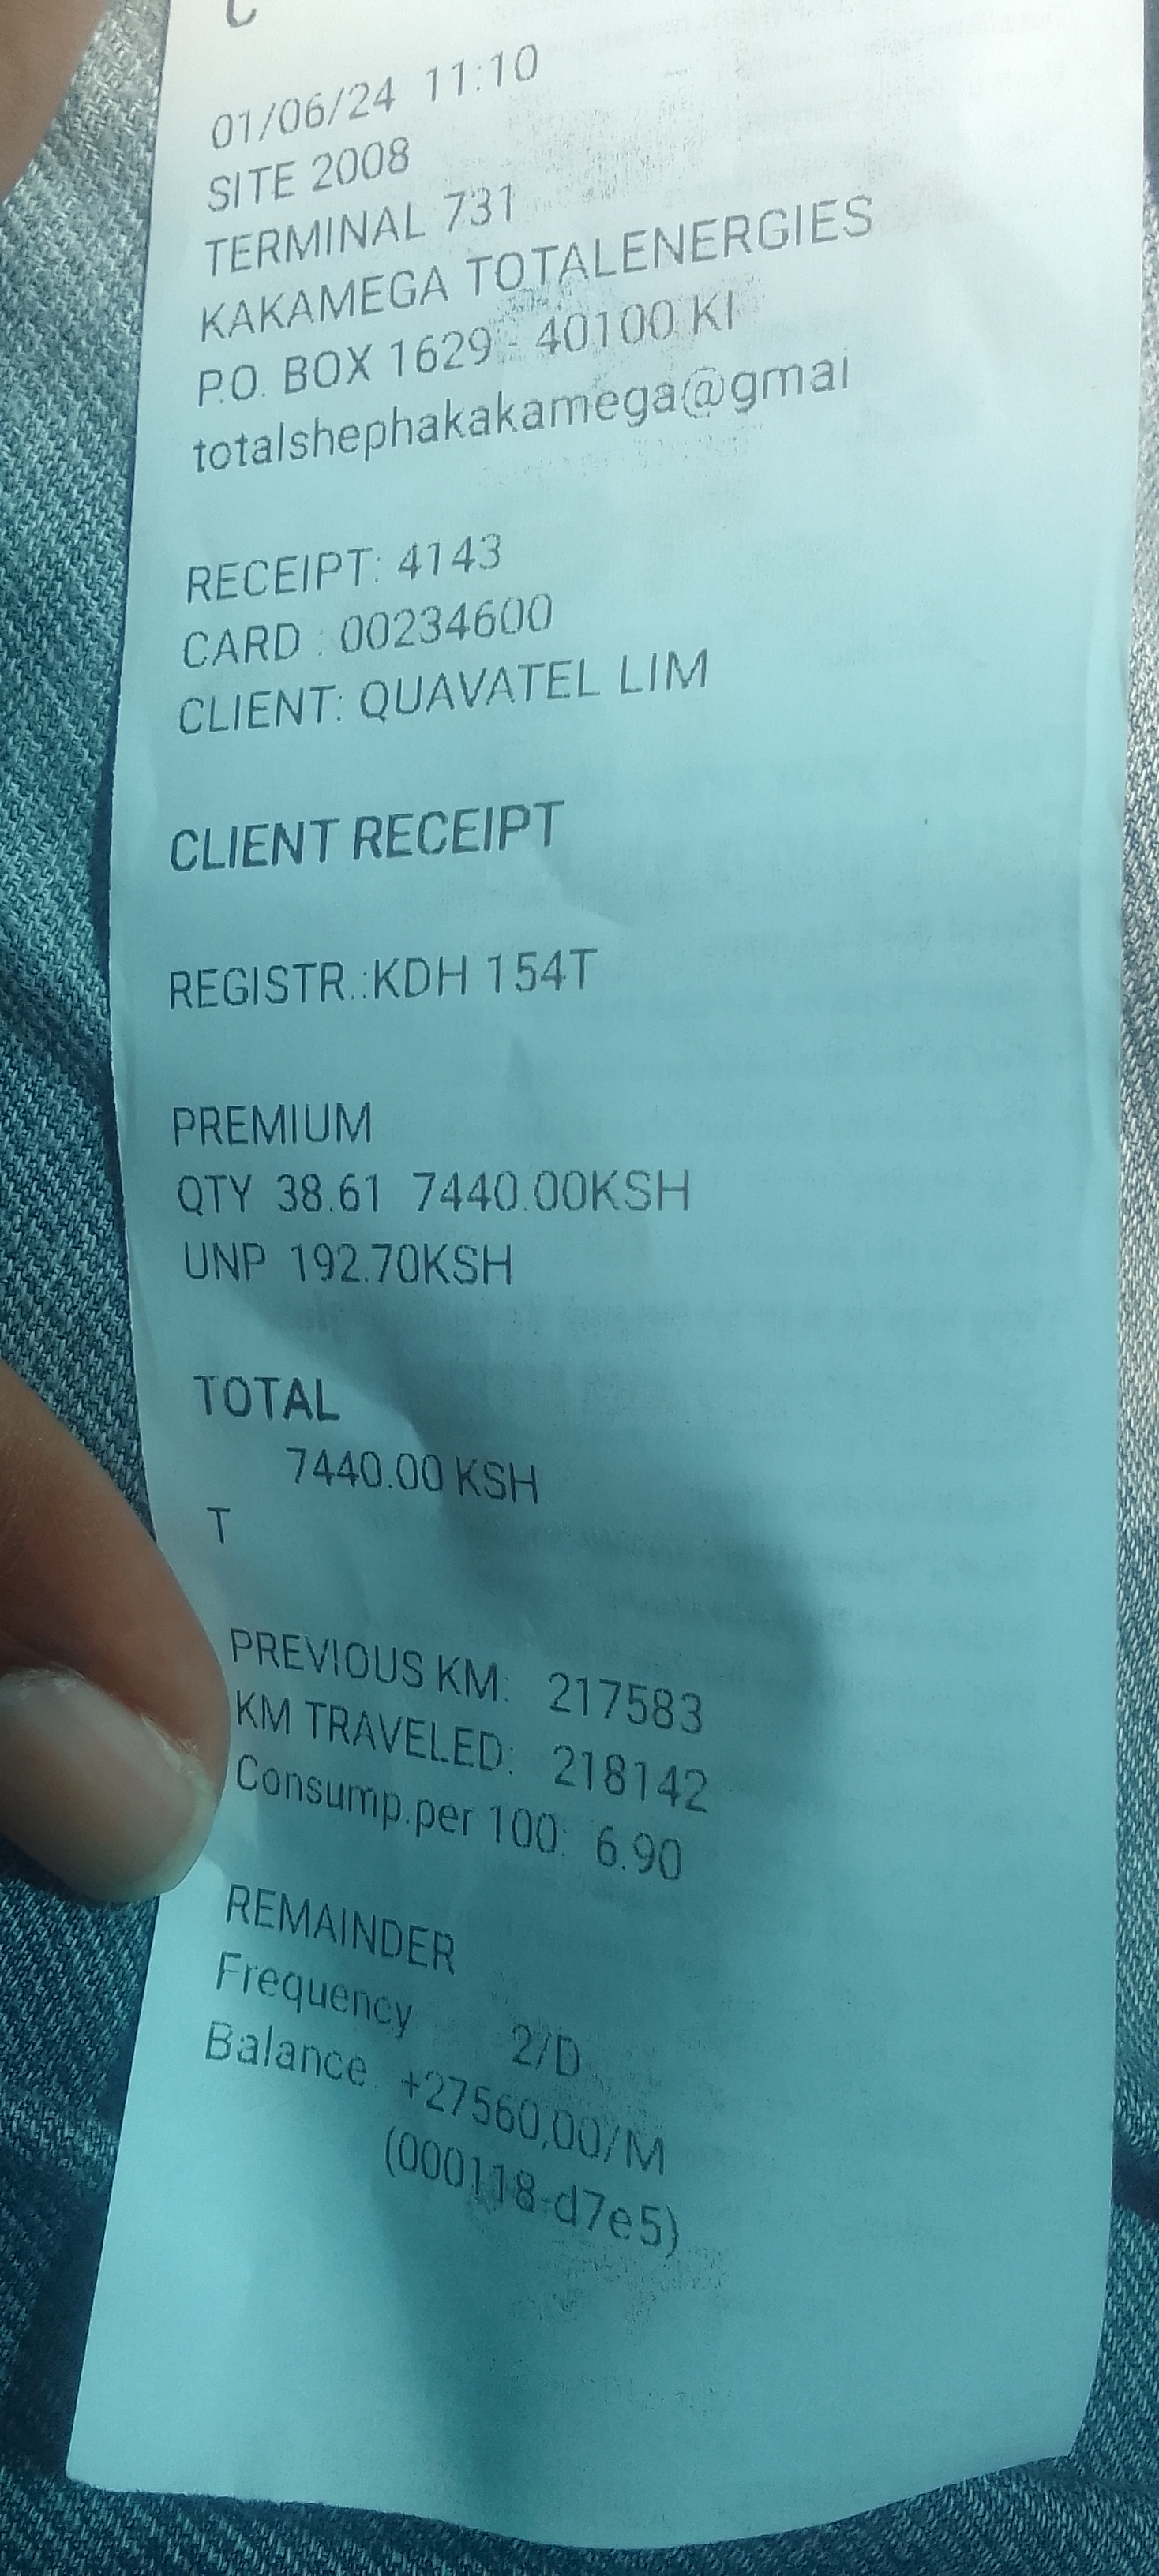 01/06/24 11:10
SITE 2008
TERMINAL 731
KAKAMEGA TOTALENERGIES
P.O. BOX 1629 - 40100 KI
totalshephakakamega@gmai
RECEIPT: 4143
CARD : 00234600
CLIENT: QUAVATEL LIM
CLIENT RECEIPT
REGISTR.:KDH 154T
PREMIUM
QTY 38.61 7440.00KSH
UNP 192.70KSH
TOTAL
7440.00 KSH
T
PREVIOUS KM: 217583
KM TRAVELED: 218142
Consump.per 100: 6.90
REMAINDER
Frequency 2/D
Balance +27560,00/M
(000118-d7e5)